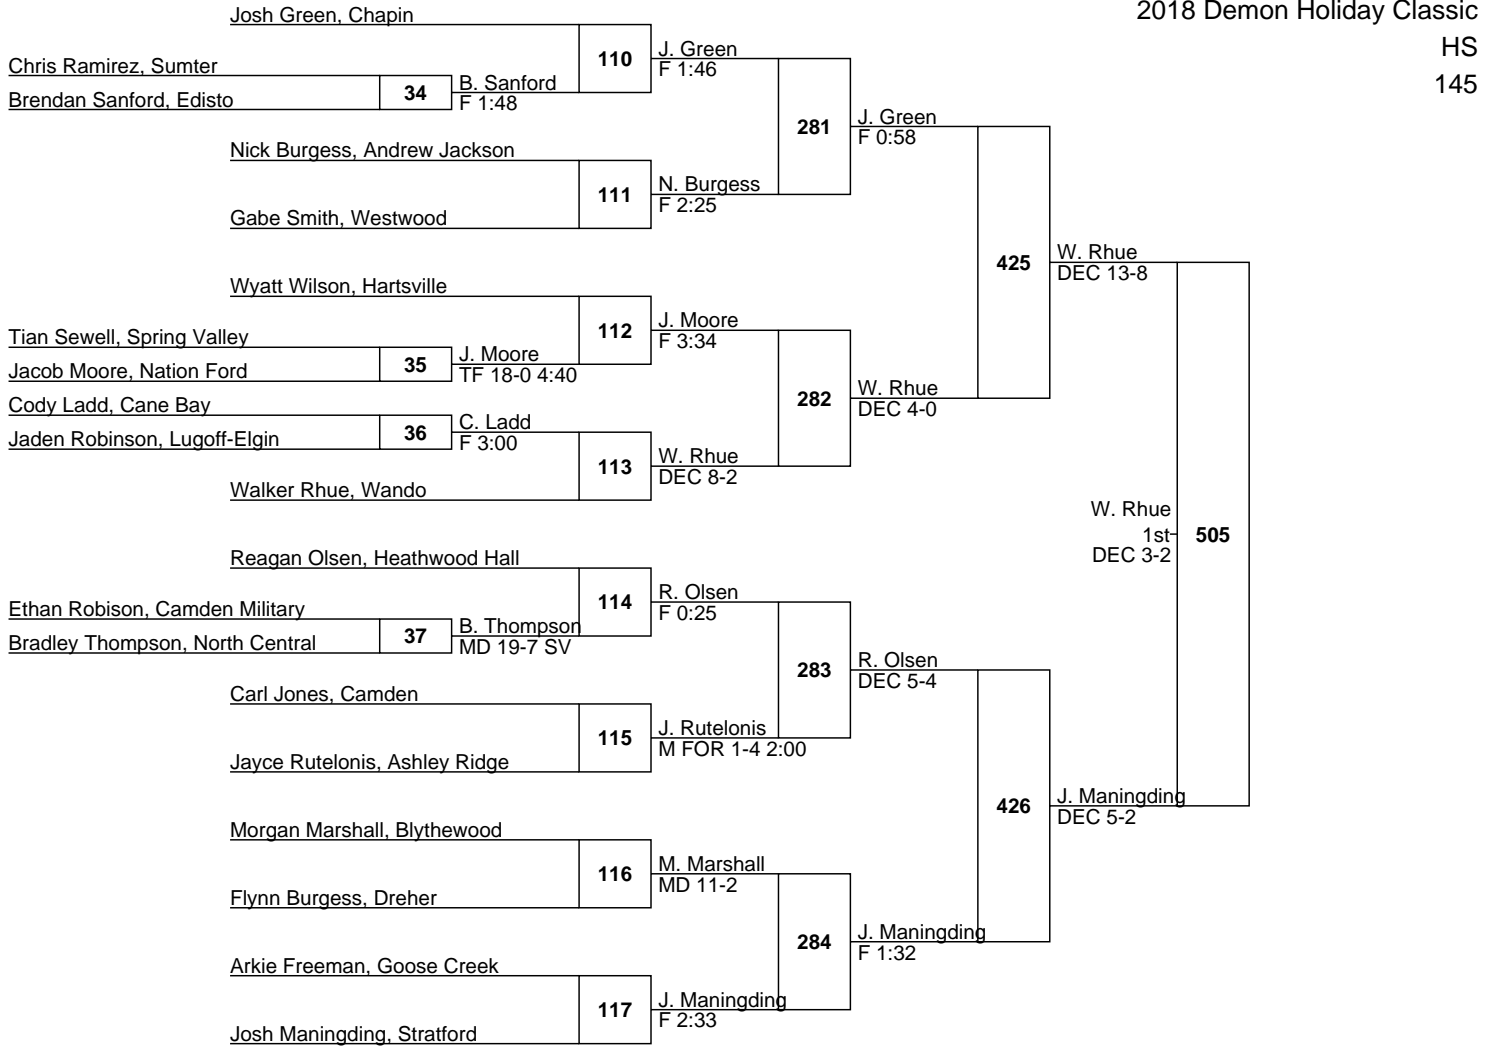 2018 Demon Holiday Classic
HS
145
Josh Green, Chapin
110
J. Green
F 1:46
Chris Ramirez, Sumter
Brendan Sanford, Edisto
34
B. Sanford
F 1:48
281
J. Green
F 0:58
Nick Burgess, Andrew Jackson
111
N. Burgess
F 2:25
Gabe Smith, Westwood
425
W. Rhue
DEC 13-8
Wyatt Wilson, Hartsville
112
J. Moore
F 3:34
Tian Sewell, Spring Valley
Jacob Moore, Nation Ford
35
J. Moore
TF 18-0 4:40
282
W. Rhue
DEC 4-0
Cody Ladd, Cane Bay
Jaden Robinson, Lugoff-Elgin
36
C. Ladd
F 3:00
113
W. Rhue
DEC 8-2
Walker Rhue, Wando
W. Rhue
1st
DEC 3-2
505
Reagan Olsen, Heathwood Hall
114
R. Olsen
F 0:25
Ethan Robison, Camden Military
Bradley Thompson, North Central
37
B. Thompson
MD 19-7 SV
283
R. Olsen
DEC 5-4
Carl Jones, Camden
115
J. Rutelonis
M FOR 1-4 2:00
Jayce Rutelonis, Ashley Ridge
426
J. Maningding
DEC 5-2
Morgan Marshall, Blythewood
116
M. Marshall
MD 11-2
Flynn Burgess, Dreher
284
J. Maningding
F 1:32
Arkie Freeman, Goose Creek
117
J. Maningding
F 2:33
Josh Maningding, Stratford